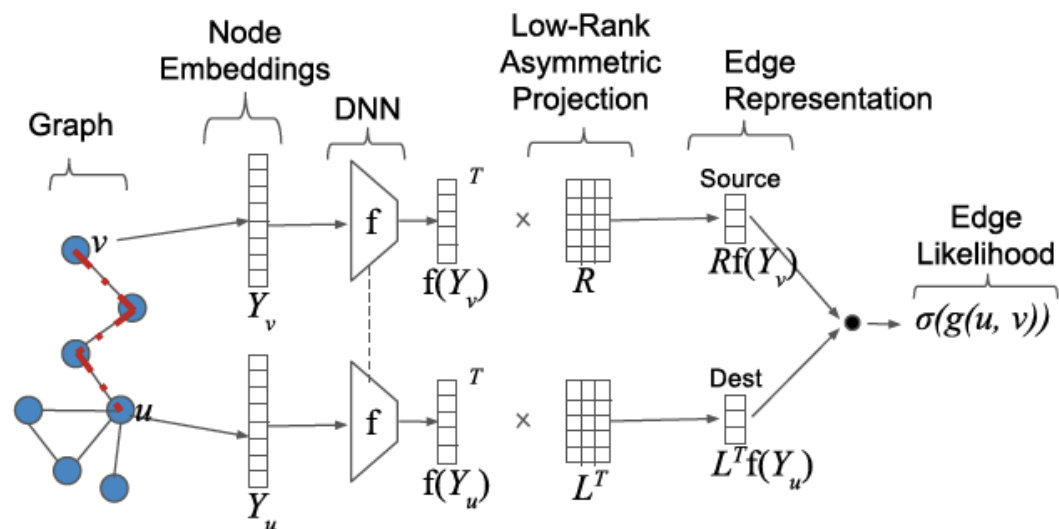 Graph
Node
Embeddings
DNN
Low-Rank
Asymmetric
Projection
Edge
Representation
Edge
Likelihood
v
u
Y_v
f
T
f(Y_v)
×
R
Source
Rf(Y_v)
σ(g(u, v))
Y_u
f
T
f(Y_u)
×
L^T
Dest
L^T f(Y_u)